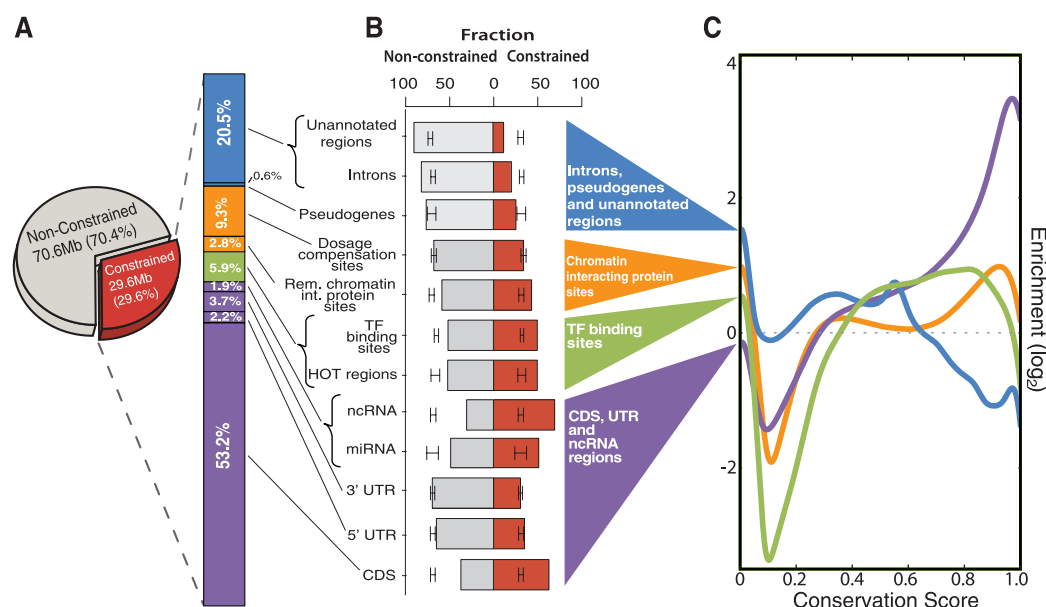 A
Non-Constrained
70.6Mb (70.4%)
Constrained
29.6Mb
(29.6%)
20.5%
0.6%
9.3%
2.8%
5.9%
1.9%
3.7%
2.2%
53.2%
B
Fraction
Non-constrained Constrained
100 50 0 50 100
Unannotated
regions
Introns
Pseudogenes
Dosage
compensation
sites
Rem. chromatin
int. protein
sites
TF
binding
sites
HOT regions
ncRNA
miRNA
3' UTR
5' UTR
CDS
Introns,
pseudogenes
and unannotated
regions
Chromatin
interacting protein
sites
TF binding
sites
CDS, UTR
and
ncRNA
regions
C
4
2
0
-2
0 0.2 0.4 0.6 0.8 1.0
Conservation Score
Enrichment (log2)